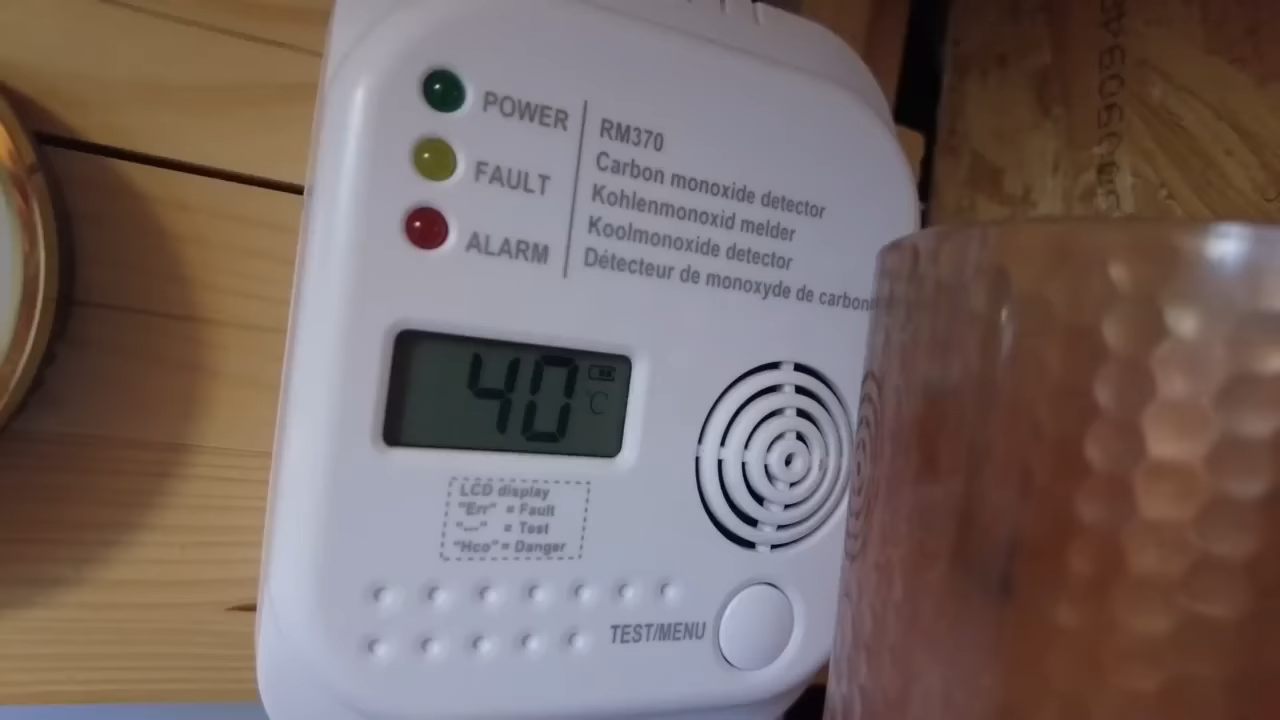 POWER
FAULT
ALARM
RM370
Carbon monoxide detector
Kohlenmonoxid melder
Koolmonoxide detector
Détecteur de monoxyde de carbone
40 °C
LCD display
"Err" = Fault
"---" = Test
"Hco" = Danger
TEST/MENU